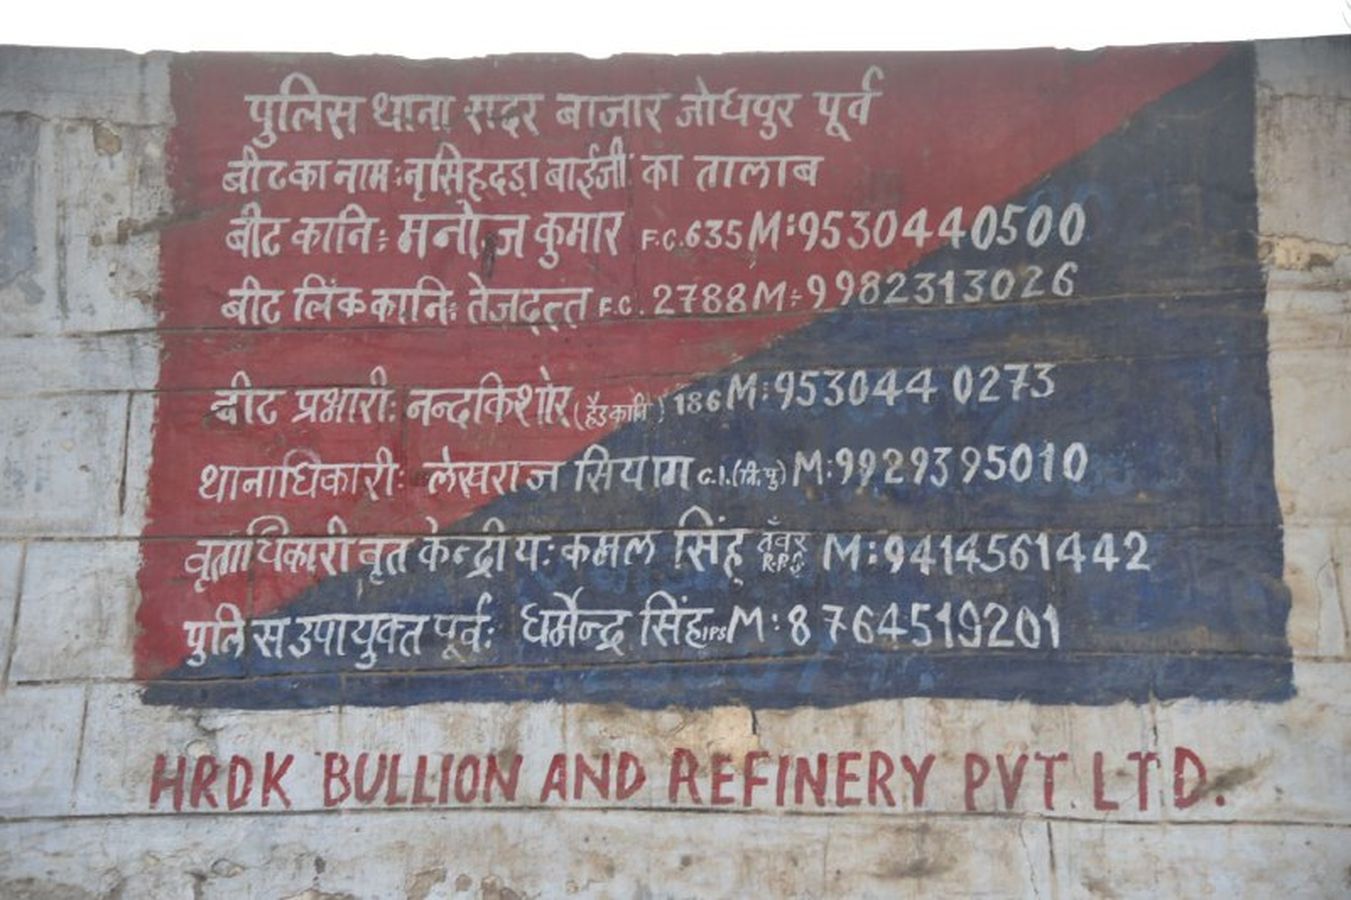 पुलिस थाना सदर बाजार जोधपुर पूर्व
बीट का नाम: नृसिंहदड़ा बाईजी का तालाब
बीट कानि: मनोज कुमार F.C. 635 M: 9530440500
बीट लिंक कानि: तेजदत्त F.C. 2788 M: 9982313026
बीट प्रभारी: नन्दकिशोर (हैड कानि) 186 M: 9530440273
थानाधिकारी: लेखराज सियाग C.I. (नि. पु) M: 9929395010
वृताधिकारी वृत केन्द्रीय: कमल सिंह तँवर R.P.S M: 9414561442
पुलिस उपायुक्त पूर्व: धर्मेन्द्र सिंह IPS M: 8764519201
HRDK BULLION AND REFINERY PVT. LTD.